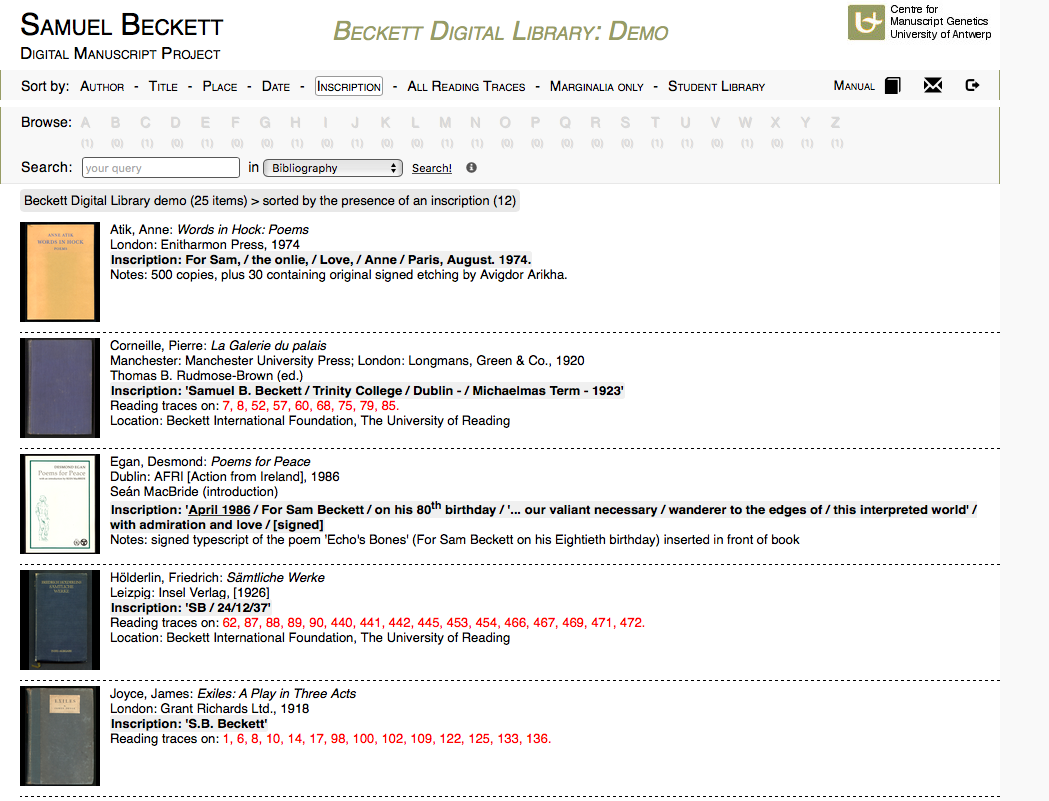 SAMUEL BECKETT
DIGITAL MANUSCRIPT PROJECT
BECKETT DIGITAL LIBRARY: DEMO
Centre for
Manuscript Genetics
University of Antwerp
Sort by: AUTHOR - TITLE - PLACE - DATE - INSCRIPTION - ALL READING TRACES - MARGINALIA ONLY - STUDENT LIBRARY MANUAL
Browse: A B C D E F G H I J K L M N O P Q R S T U V W X Y Z
(1) (0) (1) (0) (1) (0) (0) (1) (0) (1) (0) (0) (1) (1) (0) (0) (0) (0) (0) (1) (1) (0) (1) (0) (1) (1)
Search: your query in Bibliography Search!
Beckett Digital Library demo (25 items) > sorted by the presence of an inscription (12)
ANNE ATIK
WORDS IN HOCK
POEMS
Atik, Anne: Words in Hock: Poems
London: Enitharmon Press, 1974
Inscription: For Sam, / the onlie, / Love, / Anne / Paris, August. 1974.
Notes: 500 copies, plus 30 containing original signed etching by Avigdor Arikha.
Corneille, Pierre: La Galerie du palais
Manchester: Manchester University Press; London: Longmans, Green & Co., 1920
Thomas B. Rudmose-Brown (ed.)
Inscription: 'Samuel B. Beckett / Trinity College / Dublin - / Michaelmas Term - 1923'
Reading traces on: 7, 8, 52, 57, 60, 68, 75, 79, 85.
Location: Beckett International Foundation, The University of Reading
DESMOND EGAN
Poems for Peace
Egan, Desmond: Poems for Peace
Dublin: AFRI [Action from Ireland], 1986
Seán MacBride (introduction)
Inscription: 'April 1986 / For Sam Beckett / on his 80th birthday / '... our valiant necessary / wanderer to the edges of / this interpreted world' /
with admiration and love / [signed]
Notes: signed typescript of the poem 'Echo's Bones' (For Sam Beckett on his Eightieth birthday) inserted in front of book
Hölderlin, Friedrich: Sämtliche Werke
Leizpig: Insel Verlag, [1926]
Inscription: 'SB / 24/12/37'
Reading traces on: 62, 87, 88, 89, 90, 440, 441, 442, 445, 453, 454, 466, 467, 469, 471, 472.
Location: Beckett International Foundation, The University of Reading
EXILES
Joyce, James: Exiles: A Play in Three Acts
London: Grant Richards Ltd., 1918
Inscription: 'S.B. Beckett'
Reading traces on: 1, 6, 8, 10, 14, 17, 98, 100, 102, 109, 122, 125, 133, 136.